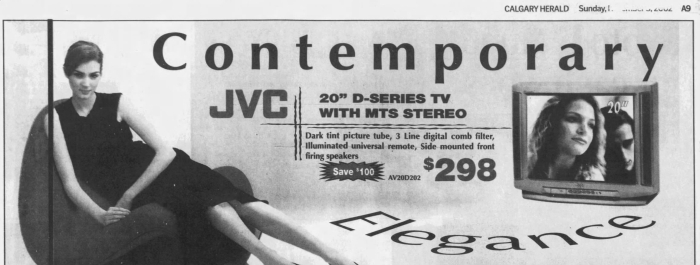 CALGARY HERALD Sunday, 2002 A9
Contemporary
JVC
20" D-SERIES TV
WITH MTS STEREO
Dark tint picture tube, 3 Line digital comb filter,
Illuminated universal remote, Side mounted front
firing speakers
Save $100
AV20D202
$298
20"
Elegance